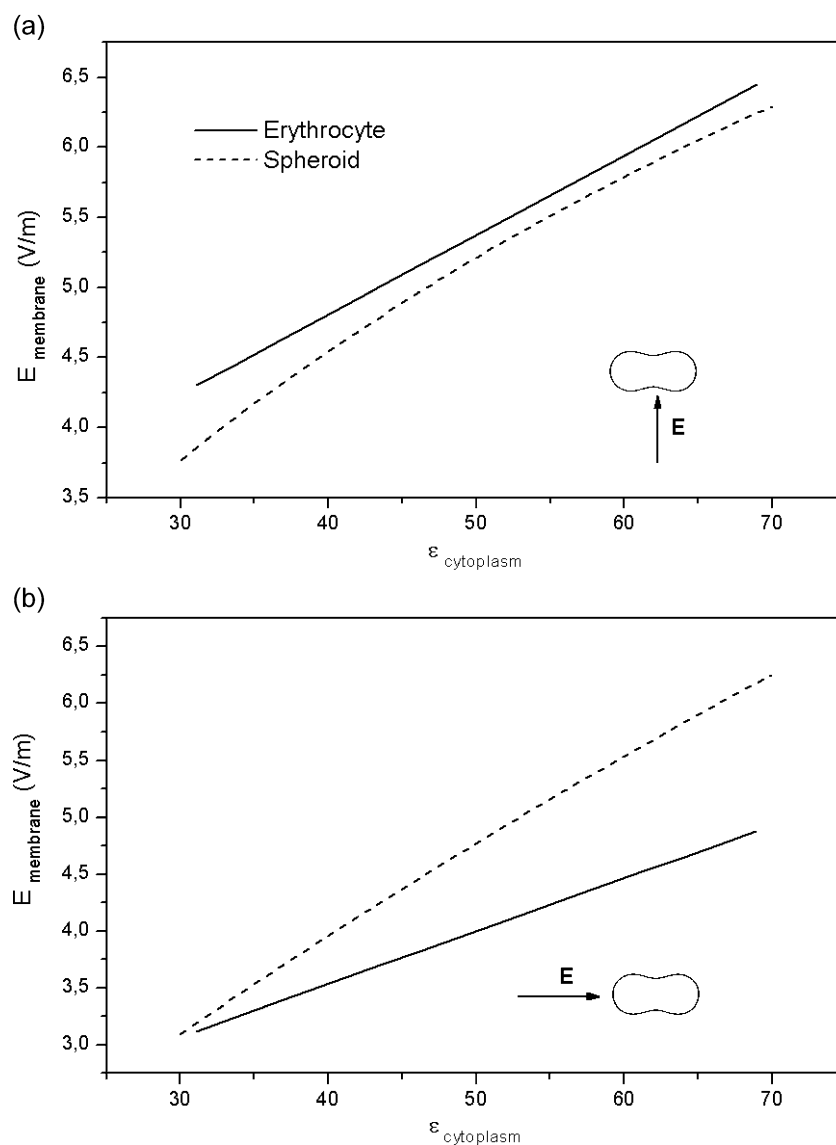 (a)
6,5
6,0
5,5
5,0
4,5
4,0
3,5
E membrane (V/m)
Erythrocyte
Spheroid
E
30 40 50 60 70
ε cytoplasm
(b)
6,5
6,0
5,5
5,0
4,5
4,0
3,5
3,0
E membrane (V/m)
E
30 40 50 60 70
ε cytoplasm